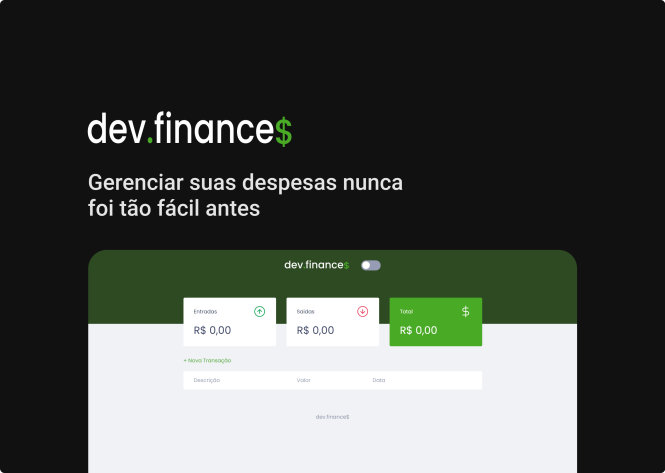 dev.finance$
Gerenciar suas despesas nunca
foi tão fácil antes
dev.finance$
Entradas
R$ 0,00
Saídas
R$ 0,00
Total
$
R$ 0,00
+ Nova Transação
Descrição Valor Data
dev.finance$